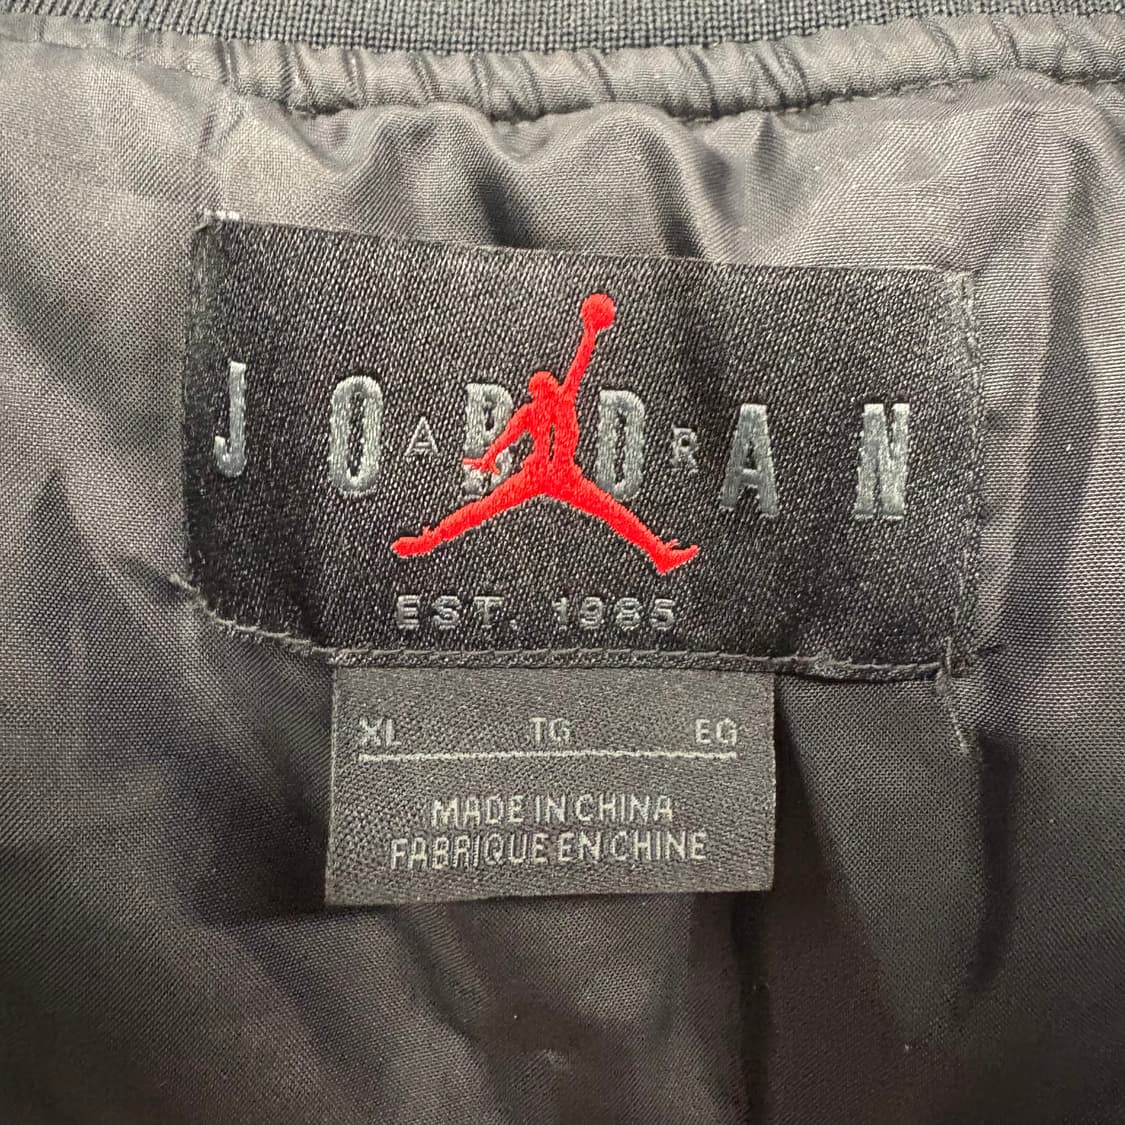 JORDAN
AIR
EST. 1985
XL TG EG
MADE IN CHINA
FABRIQUE EN CHINE